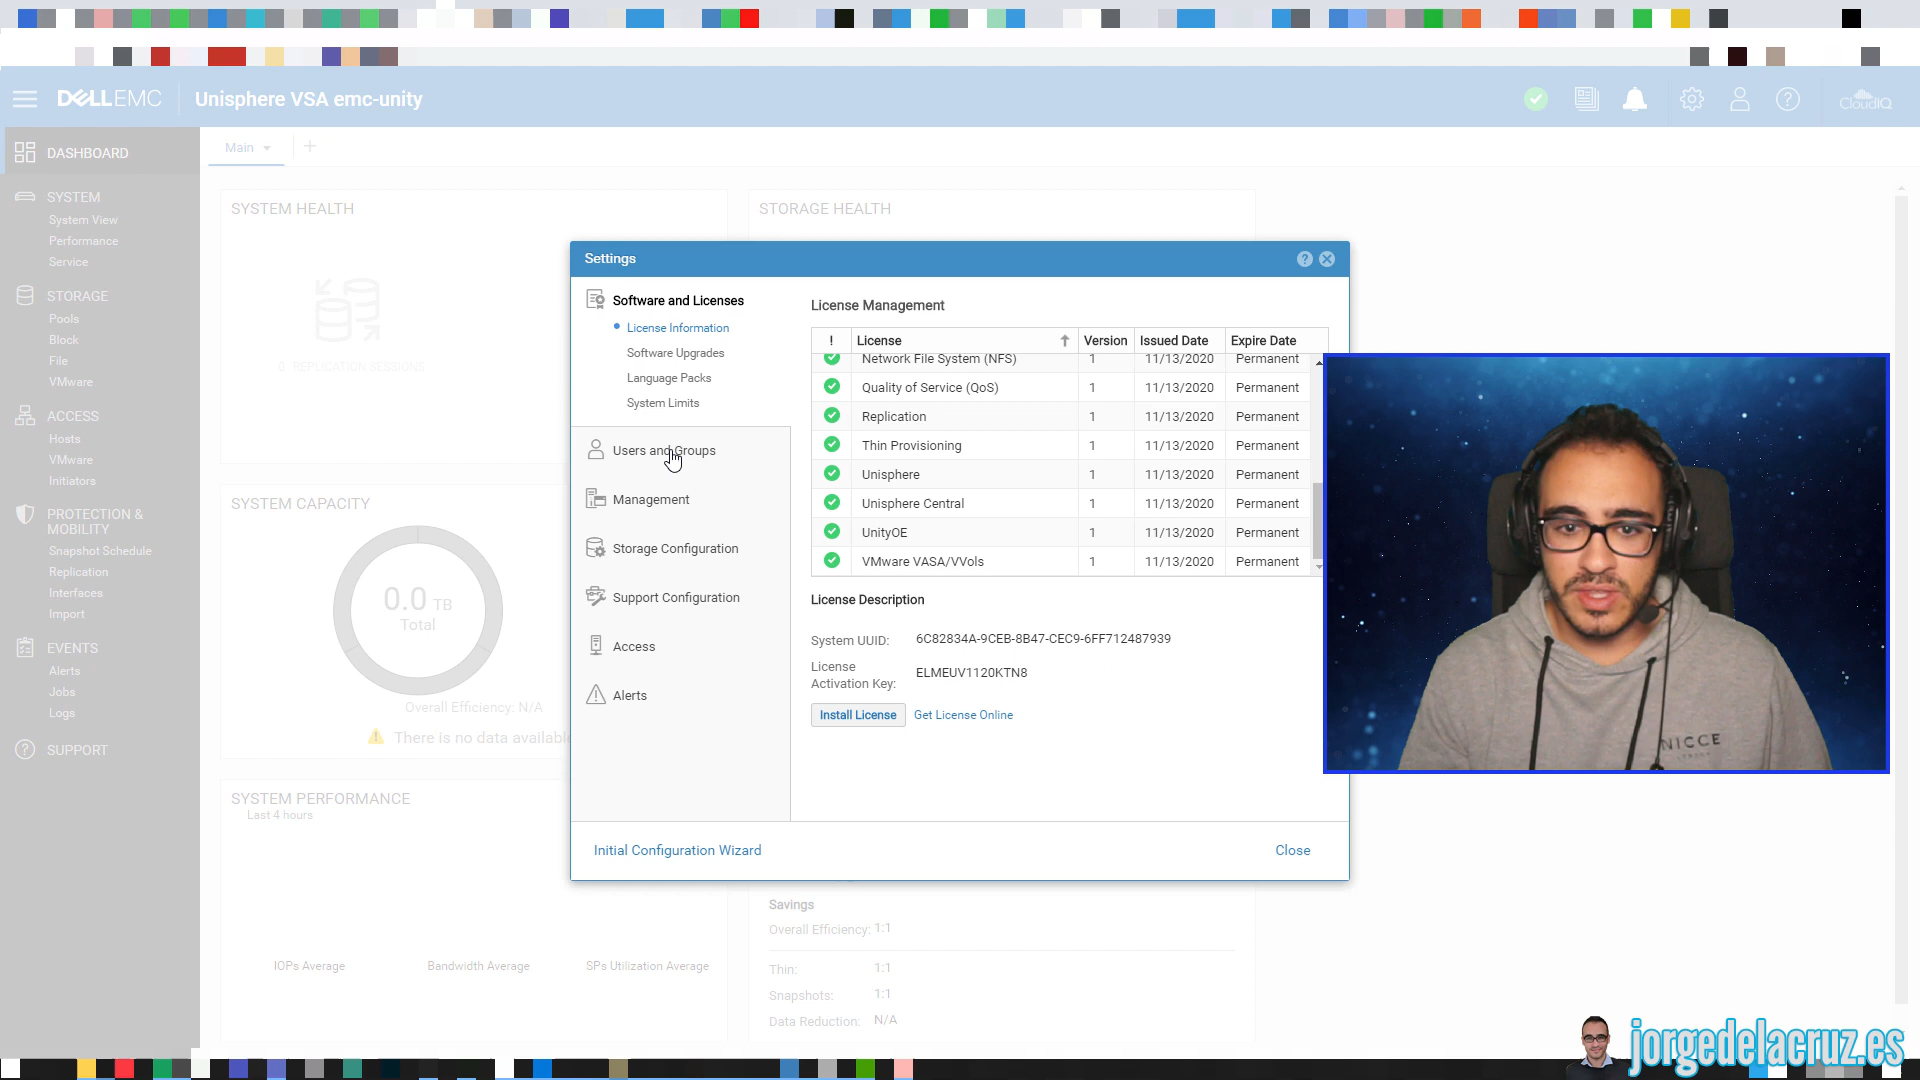 DELLEMC
Unisphere VSA emc-unity
CloudIQ
DASHBOARD
SYSTEM
System View
Performance
Service
STORAGE
Pools
Block
File
VMware
ACCESS
Hosts
VMware
Initiators
PROTECTION &
MOBILITY
Snapshot Schedule
Replication
Interfaces
Import
EVENTS
Alerts
Jobs
Logs
SUPPORT
Main
SYSTEM HEALTH
0 REPLICATION SESSIONS
STORAGE HEALTH
SYSTEM CAPACITY
0.0 TB
Total
Overall Efficiency: N/A
There is no data available
SYSTEM PERFORMANCE
Last 4 hours
IOPs Average
Bandwidth Average
SPs Utilization Average
Settings
Software and Licenses
License Information
Software Upgrades
Language Packs
System Limits
Users and Groups
Management
Storage Configuration
Support Configuration
Access
Alerts
License Management
! License Version Issued Date Expire Date
Network File System (NFS) 1 11/13/2020 Permanent
Quality of Service (QoS) 1 11/13/2020 Permanent
Replication 1 11/13/2020 Permanent
Thin Provisioning 1 11/13/2020 Permanent
Unisphere 1 11/13/2020 Permanent
Unisphere Central 1 11/13/2020 Permanent
UnityOE 1 11/13/2020 Permanent
VMware VASA/VVols 1 11/13/2020 Permanent
License Description
System UUID: 6C82834A-9CEB-8B47-CEC9-6FF712487939
License
Activation Key: ELMEUV1120KTN8
Install License Get License Online
Initial Configuration Wizard
Close
Savings
Overall Efficiency: 1:1
Thin: 1:1
Snapshots: 1:1
Data Reduction: N/A
NICCE
jorgedelacruz.es